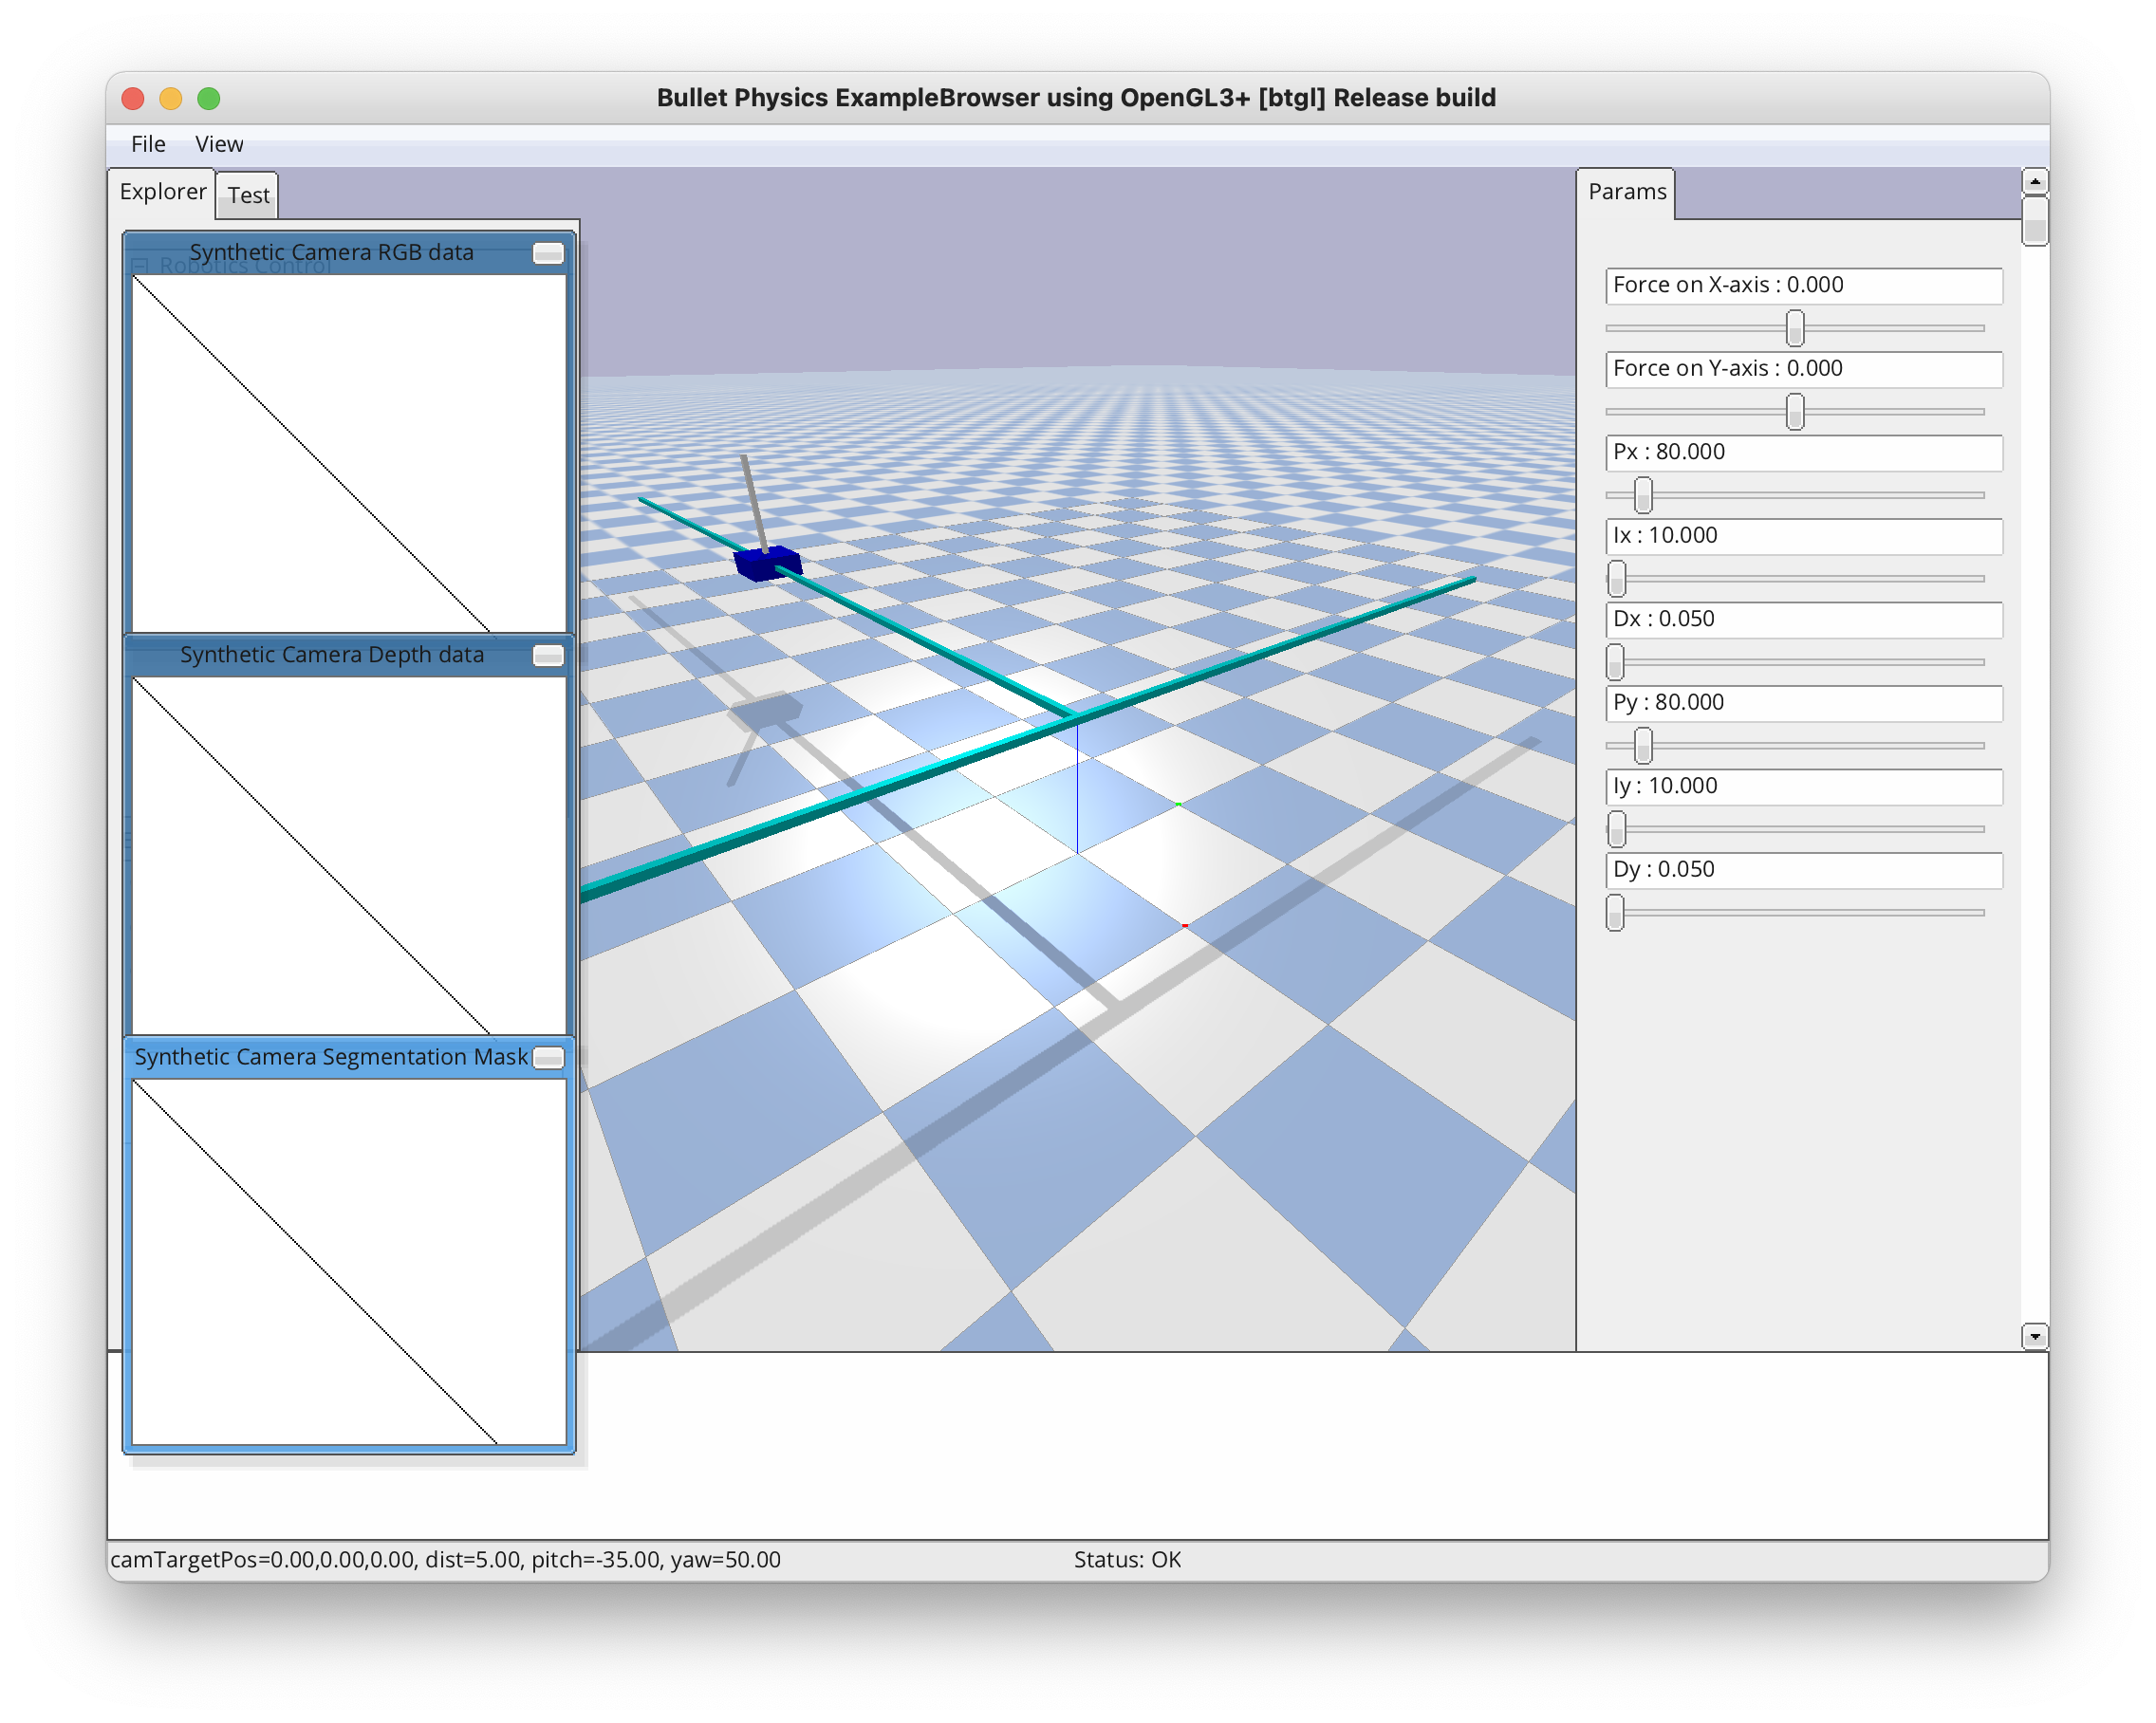 Bullet Physics ExampleBrowser using OpenGL3+ [btgl] Release build
File View
Explorer Test
Params
Synthetic Camera RGB data
Robotics Control
Synthetic Camera Depth data
Synthetic Camera Segmentation Mask
Force on X-axis : 0.000
Force on Y-axis : 0.000
Px : 80.000
Ix : 10.000
Dx : 0.050
Py : 80.000
Iy : 10.000
Dy : 0.050
camTargetPos=0.00,0.00,0.00, dist=5.00, pitch=-35.00, yaw=50.00
Status: OK